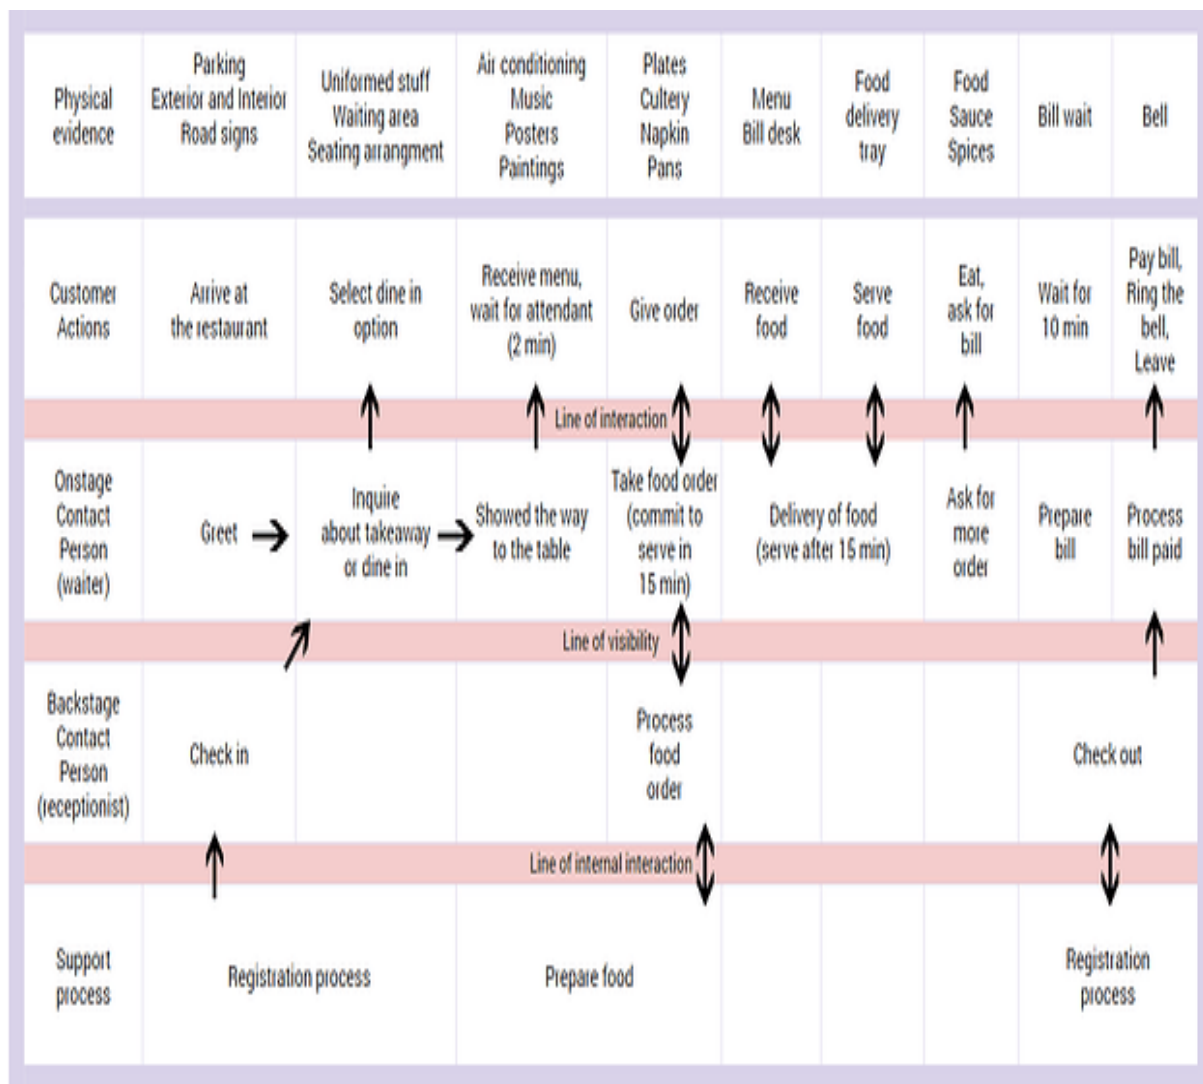 Physical
evidence
Parking
Exterior and Interior
Road signs
Uniformed stuff
Waiting area
Seating arrangment
Air conditioning
Music
Posters
Paintings
Plates
Cultery
Napkin
Pans
Menu
Bill desk
Food
delivery
tray
Food
Sauce
Spices
Bill wait
Bell
Customer
Actions
Arrive at
the restaurant
Select dine in
option
Receive menu,
wait for attendant
(2 min)
Give order
Receive
food
Serve
food
Eat,
ask for
bill
Wait for
10 min
Pay bill,
Ring the
bell,
Leave
Line of interaction
Onstage
Contact
Person
(waiter)
Greet
Inquire
about takeaway
or dine in
Showed the way
to the table
Take food order
(commit to
serve in
15 min)
Delivery of food
(serve after 15 min)
Ask for
more
order
Prepare
bill
Process
bill paid
Line of visibility
Backstage
Contact
Person
(receptionist)
Check in
Process
food
order
Check out
Line of internal interaction
Support
process
Registration process
Prepare food
Registration
process